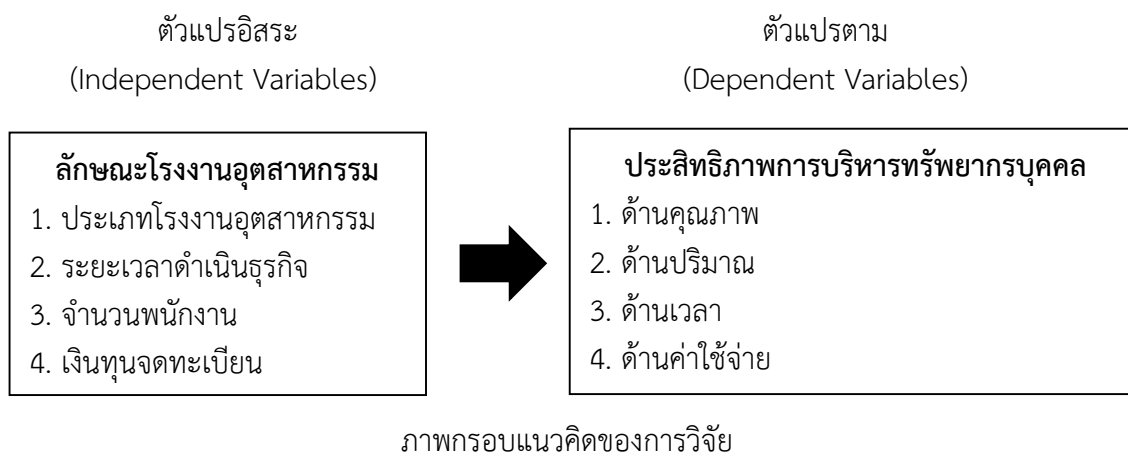 ตัวแปรอิสระ
(Independent Variables)
ตัวแปรตาม
(Dependent Variables)
ลักษณะโรงงานอุตสาหกรรม
1. ประเภทโรงงานอุตสาหกรรม
2. ระยะเวลาดำเนินธุรกิจ
3. จำนวนพนักงาน
4. เงินทุนจดทะเบียน
ประสิทธิภาพการบริหารทรัพยากรบุคคล
1. ด้านคุณภาพ
2. ด้านปริมาณ
3. ด้านเวลา
4. ด้านค่าใช้จ่าย
ภาพกรอบแนวคิดของการวิจัย